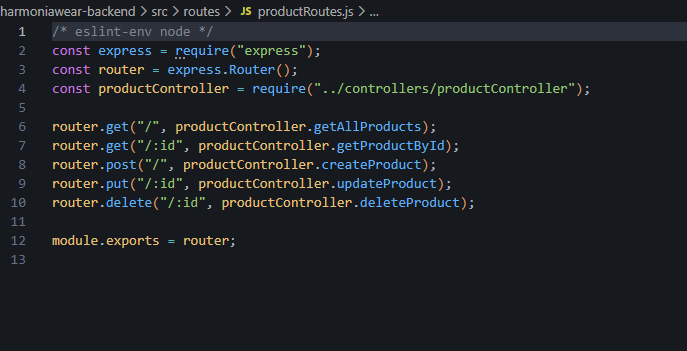 harmoniawear-backend > src > routes > JS productRoutes.js > ...
1 /* eslint-env node */
2 const express = require("express");
3 const router = express.Router();
4 const productController = require("../controllers/productController");
5
6 router.get("/", productController.getAllProducts);
7 router.get("/:id", productController.getProductById);
8 router.post("/", productController.createProduct);
9 router.put("/:id", productController.updateProduct);
10 router.delete("/:id", productController.deleteProduct);
11
12 module.exports = router;
13